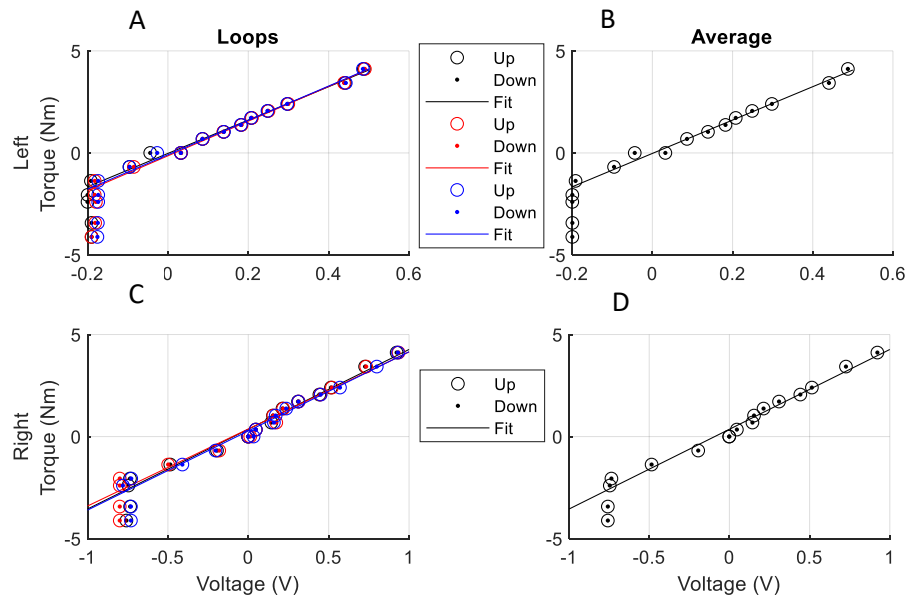 A
B
Loops
Average
5
0
-5
Left
Torque (Nm)
-0.2
0
0.2
0.4
0.6
Up
Down
Fit
Up
Down
Fit
Up
Down
Fit
5
0
-5
-0.2
0
0.2
0.4
0.6
C
D
5
0
-5
Right
Torque (Nm)
-1
-0.5
0
0.5
1
Voltage (V)
Up
Down
Fit
5
0
-5
-1
-0.5
0
0.5
1
Voltage (V)